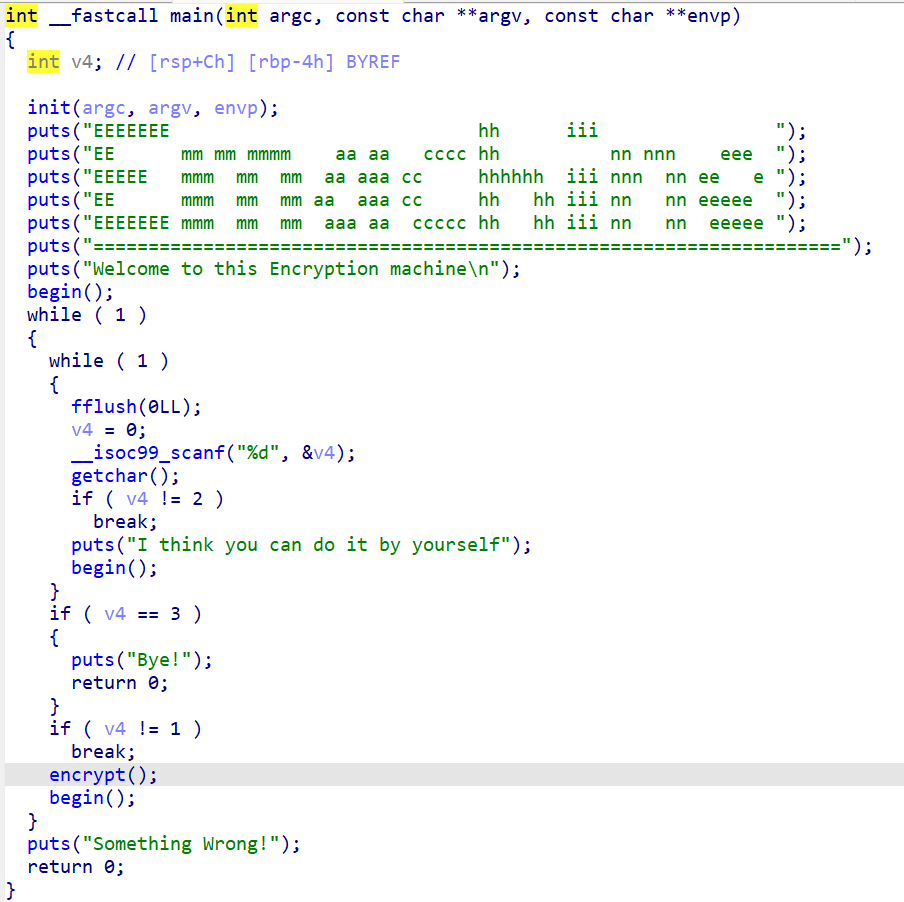 int __fastcall main(int argc, const char **argv, const char **envp)
{
  int v4; // [rsp+Ch] [rbp-4h] BYREF

  init(argc, argv, envp);
  puts("EEEEEEE                            hh      iii                ");
  puts("EE      mm mm mmmm    aa aa   cccc hh          nn nnn    eee  ");
  puts("EEEEE   mmm  mm  mm  aa aaa cc     hhhhhh  iii nnn  nn ee   e ");
  puts("EE      mmm  mm  mm aa  aaa cc     hh   hh iii nn   nn eeeee  ");
  puts("EEEEEEE mmm  mm  mm  aaa aa  ccccc hh   hh iii nn   nn  eeeee ");
  puts("====================================================================");
  puts("Welcome to this Encryption machine\n");
  begin();
  while ( 1 )
  {
    while ( 1 )
    {
      fflush(0LL);
      v4 = 0;
      __isoc99_scanf("%d", &v4);
      getchar();
      if ( v4 != 2 )
        break;
      puts("I think you can do it by yourself");
      begin();
    }
    if ( v4 == 3 )
    {
      puts("Bye!");
      return 0;
    }
    if ( v4 != 1 )
      break;
    encrypt();
    begin();
  }
  puts("Something Wrong!");
  return 0;
}